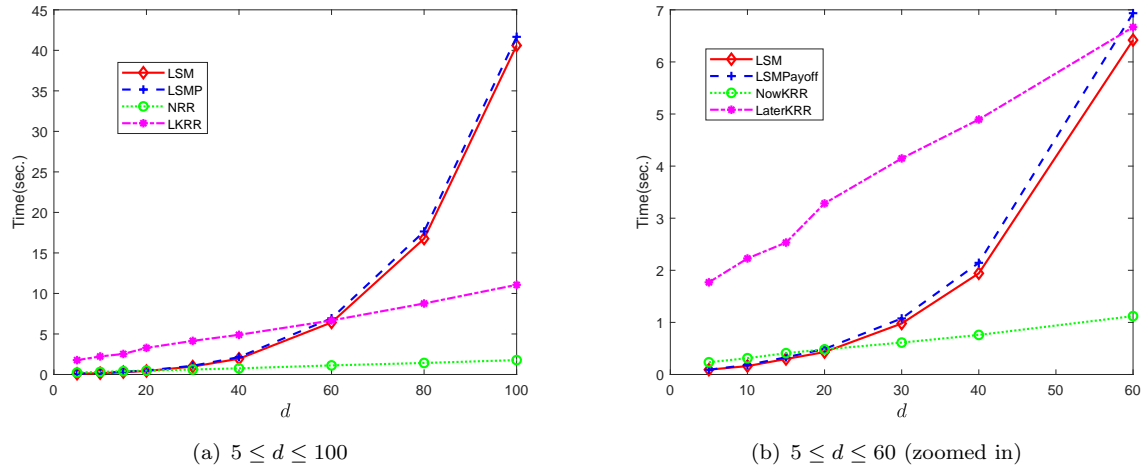 45
40
35
30
25
20
15
10
5
0
Time(sec.)
LSM
LSMP
NRR
LKRR
0 20 40 60 80 100
d
(a) 5 ≤ d ≤ 100
7
6
5
4
3
2
1
0
Time(sec.)
LSM
LSMPayoff
NowKRR
LaterKRR
0 10 20 30 40 50 60
d
(b) 5 ≤ d ≤ 60 (zoomed in)